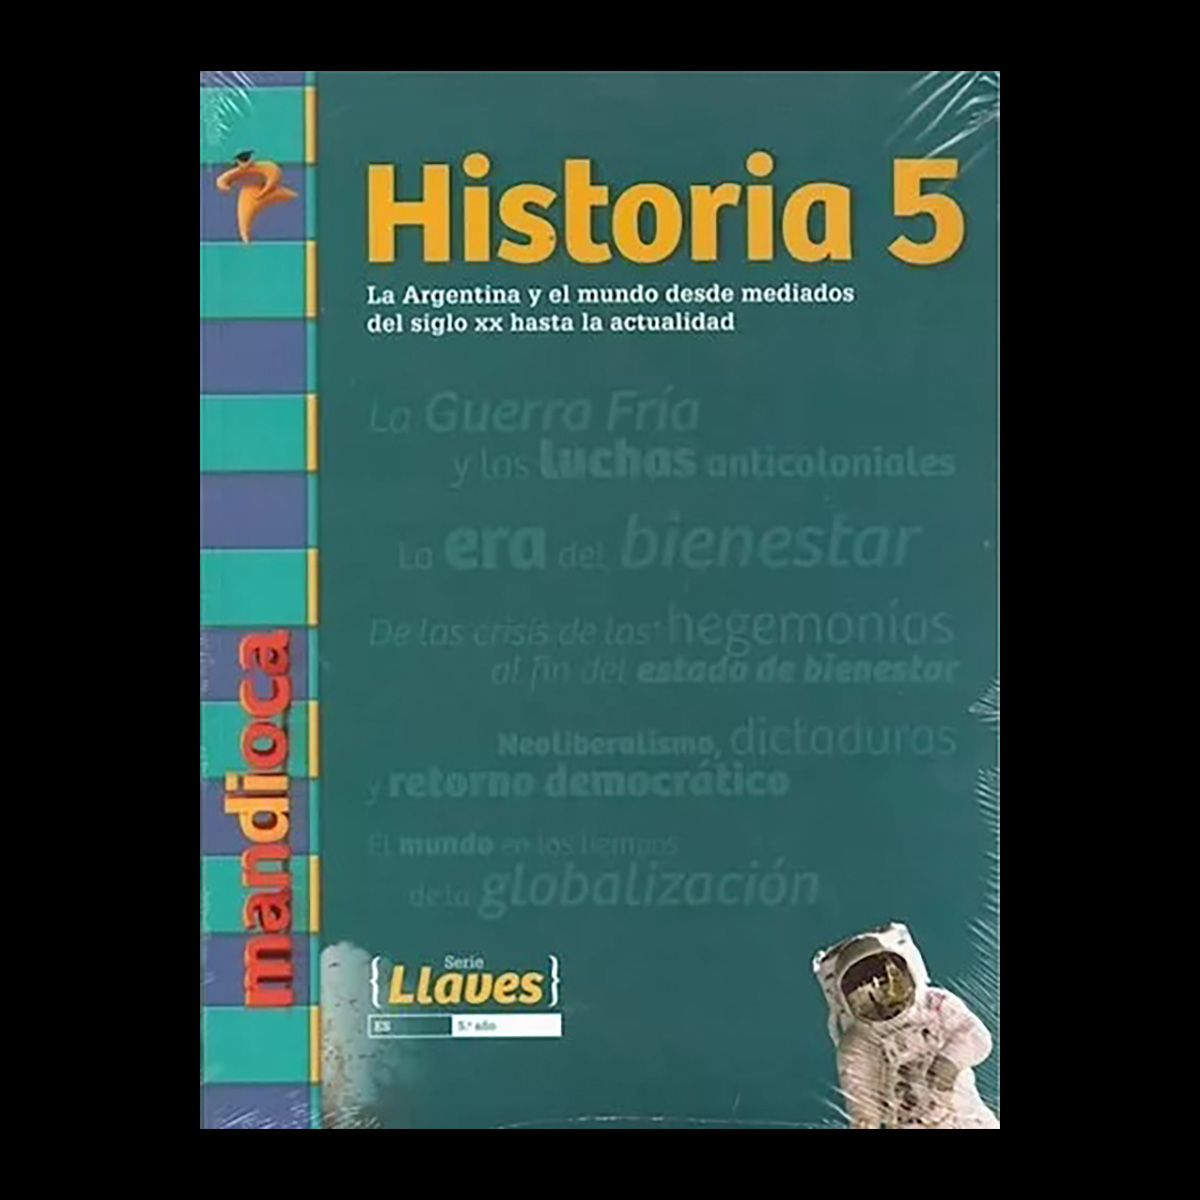 Historia 5
La Argentina y el mundo desde mediados
del siglo xx hasta la actualidad
La Guerra Fría
y las luchas anticoloniales
La era del bienestar
De las crisis de las hegemonías
al fin del estado de bienestar
Neoliberalismo, dictaduras
y retorno democrático
El mundo en los tiempos
de la globalización
mandioca
Serie
{Llaves}
ES 5.º año